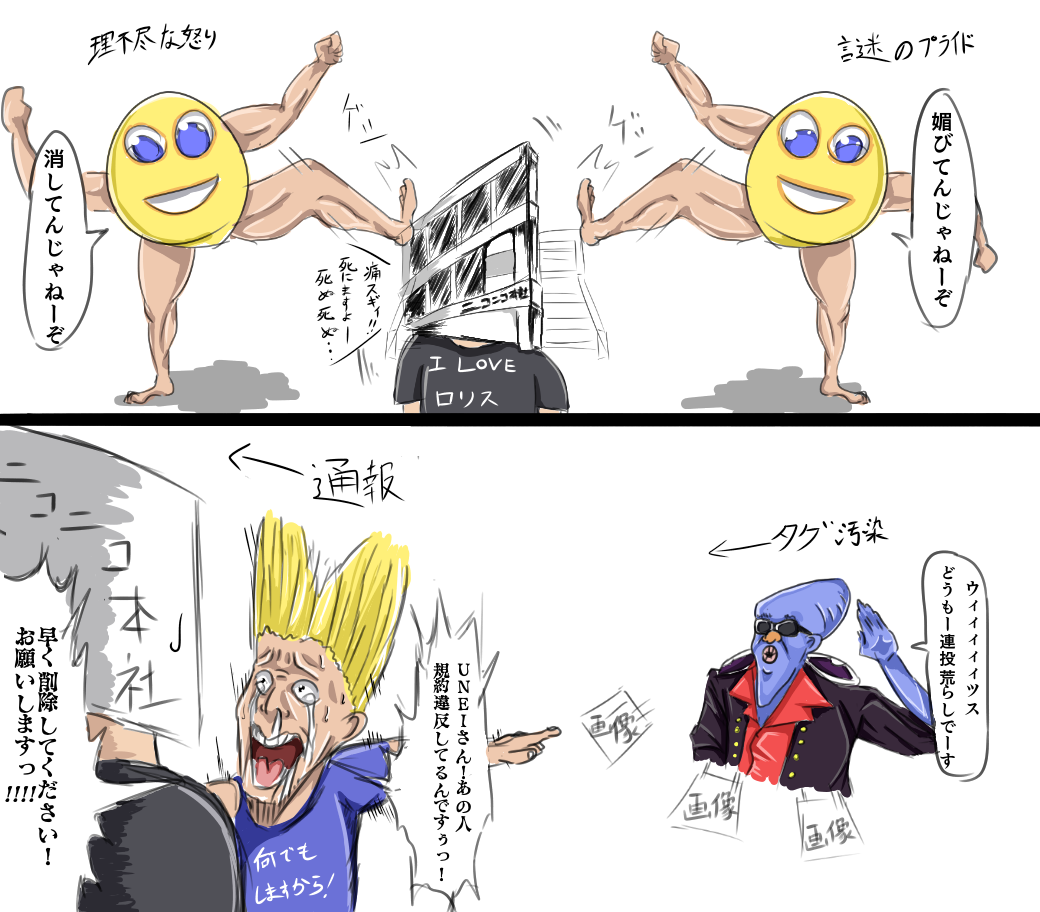 理不尽な怒り
謎のプライド
媚びてんじゃねーぞ
ゲシ
ゲシ
消してんじゃねーぞ
痛スギィ!!
死にますよー
死ぬ死ぬ…
ニコニコ本社
I LOVE
ロリス
通報
タグ汚染
ウィィィィィツス
どうもー連投荒らしでーす
画像
画像
画像
UNEIさん!あの人
規約違反してるんですぅっ!
コ本社
早く削除してください!
お願いしますっ!!!!
何でも
しますから!